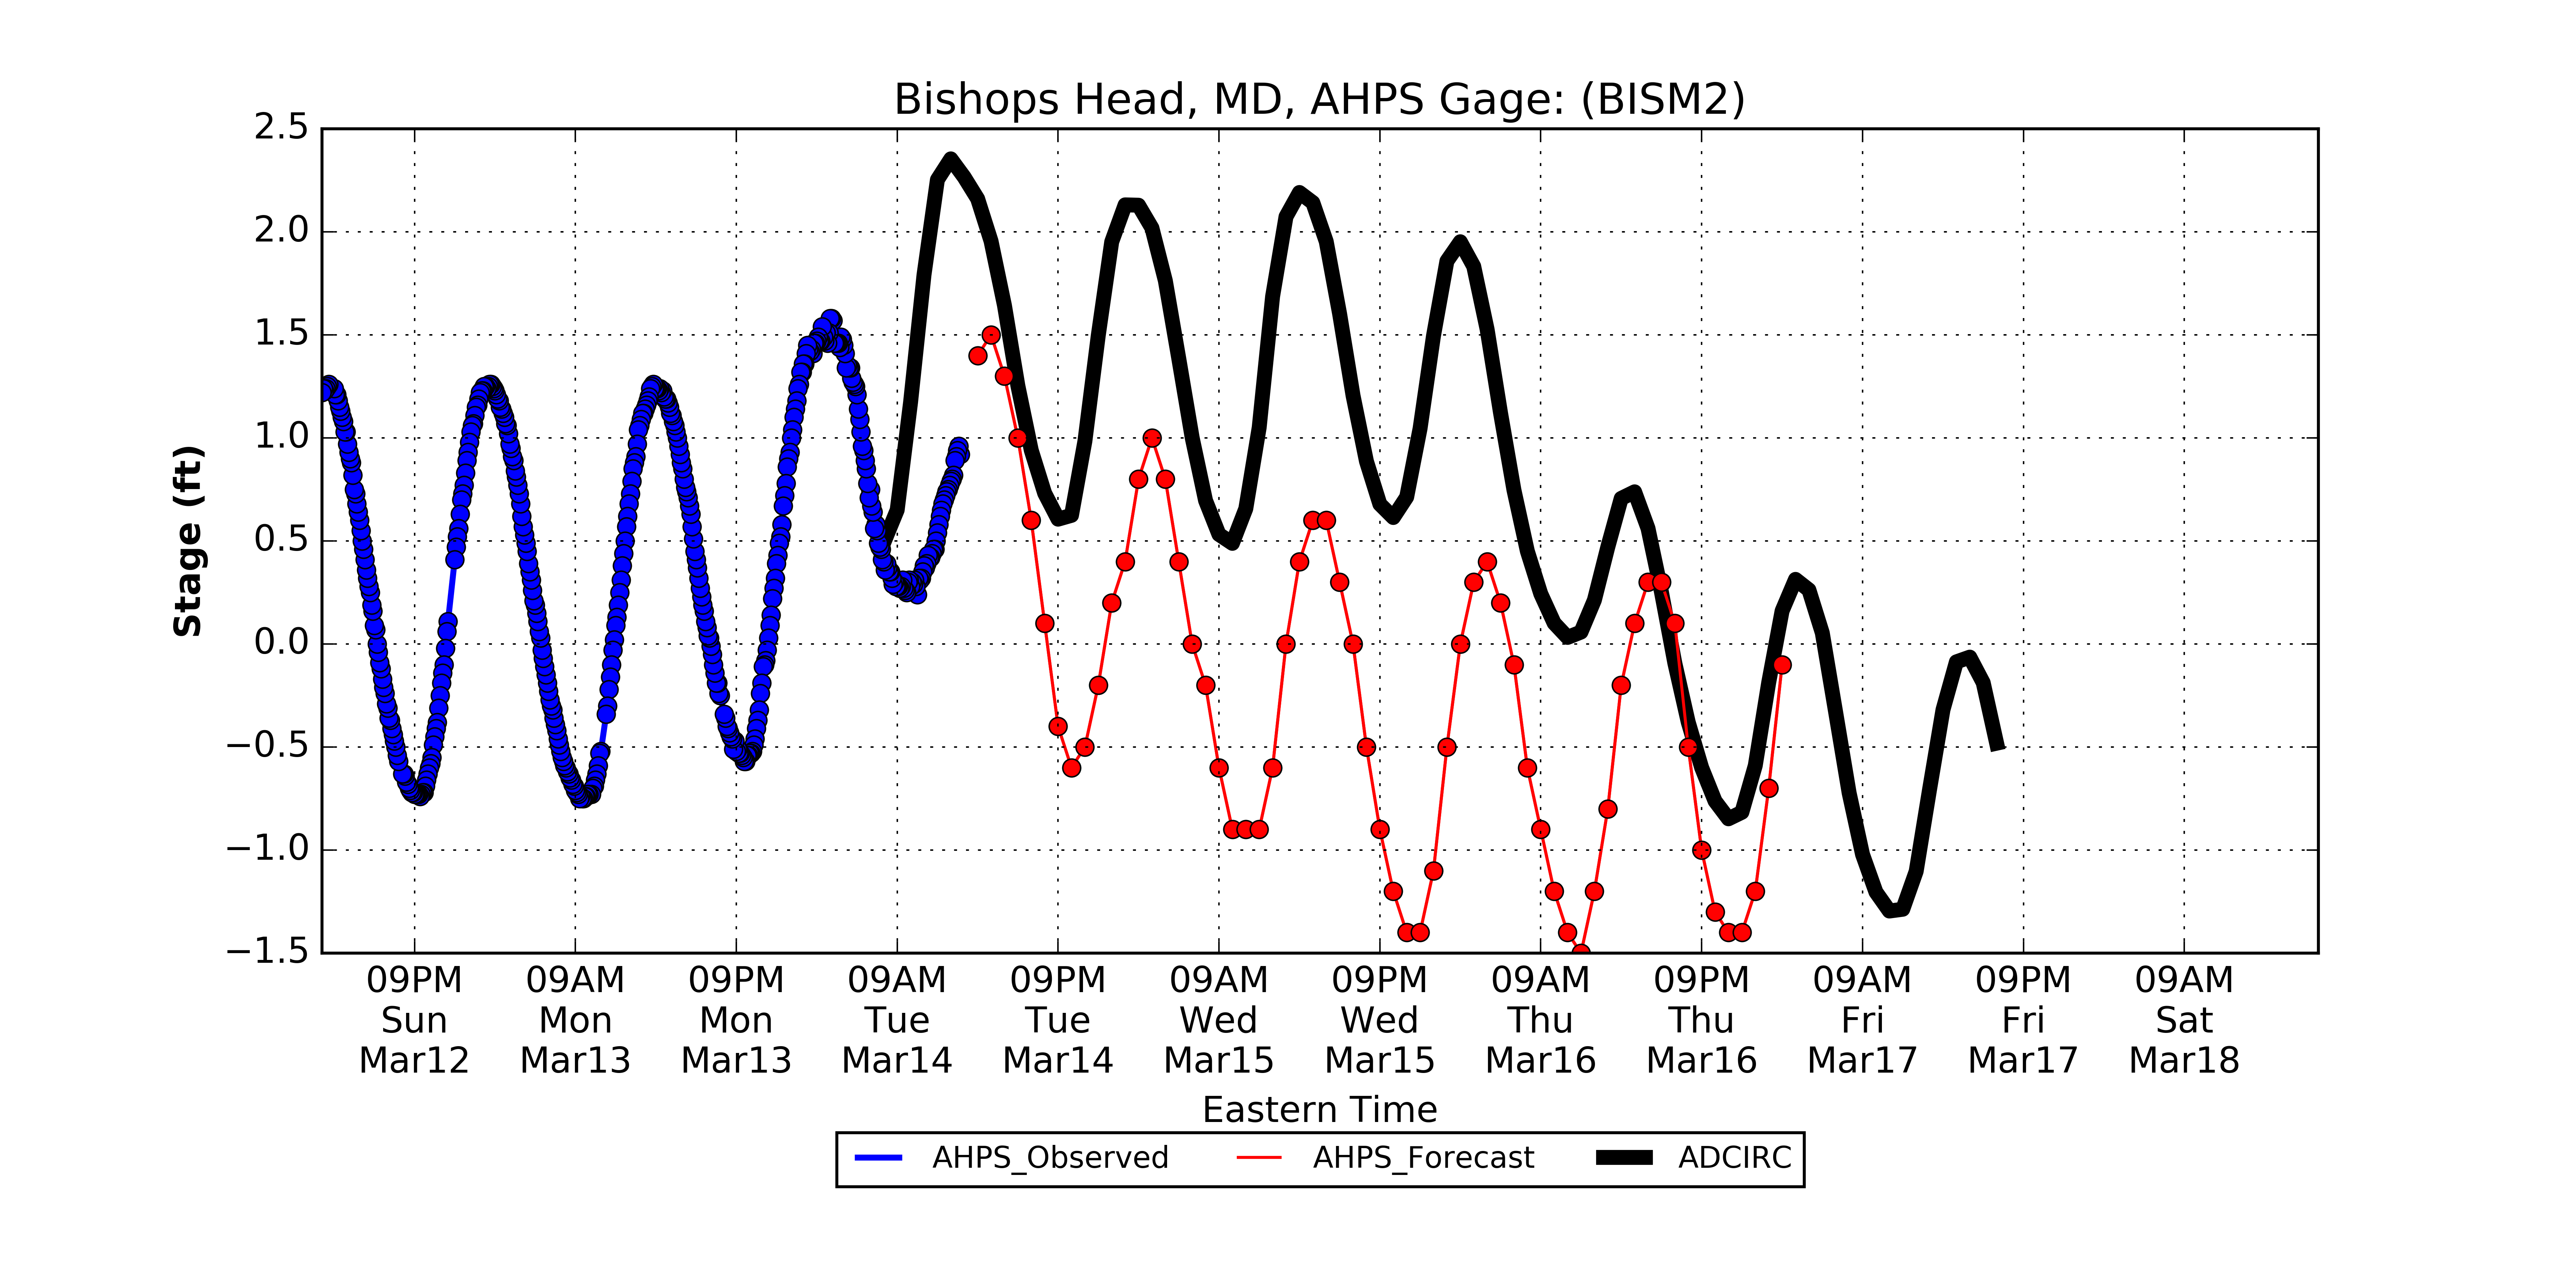 Bishops Head, MD, AHPS Gage: (BISM2)
Stage (ft)
2.5
2.0
1.5
1.0
0.5
0.0
−0.5
−1.0
−1.5
09PM 09AM 09PM 09AM 09PM 09AM 09PM 09AM 09PM 09AM 09PM 09AM
Sun Mon Mon Tue Tue Wed Wed Thu Thu Fri Fri Sat
Mar12 Mar13 Mar13 Mar14 Mar14 Mar15 Mar15 Mar16 Mar16 Mar17 Mar17 Mar18
Eastern Time
AHPS_Observed AHPS_Forecast ADCIRC